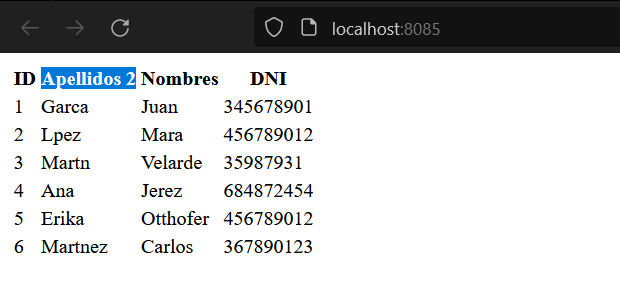 localhost:8085
ID Apellidos 2 Nombres DNI
1 Garca Juan 345678901
2 Lpez Mara 456789012
3 Martn Velarde 35987931
4 Ana Jerez 684872454
5 Erika Otthofer 456789012
6 Martnez Carlos 367890123